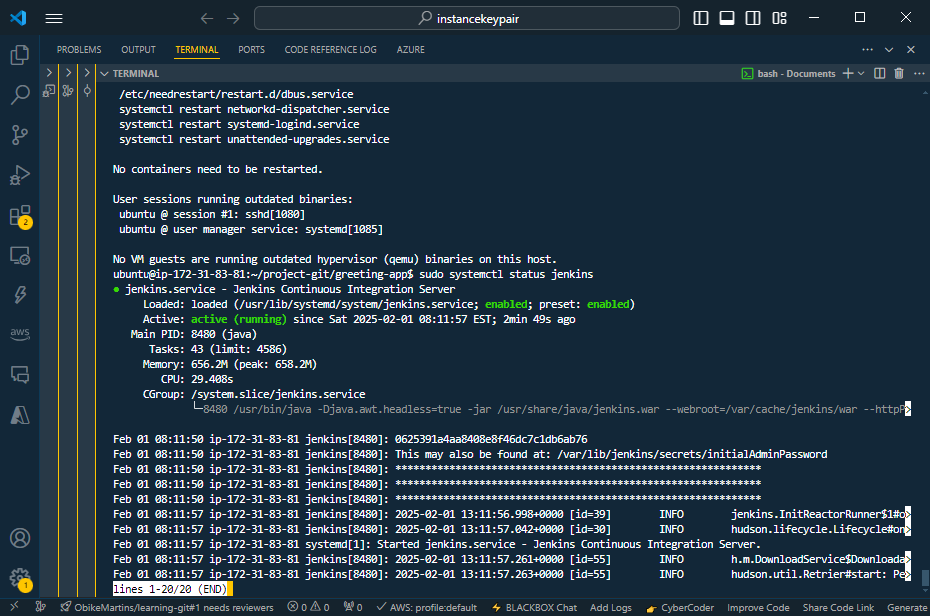 instancekeypair
PROBLEMS OUTPUT TERMINAL PORTS CODE REFERENCE LOG AZURE
TERMINAL
bash - Documents
/etc/needrestart/restart.d/dbus.service
systemctl restart networkd-dispatcher.service
systemctl restart systemd-logind.service
systemctl restart unattended-upgrades.service
No containers need to be restarted.
User sessions running outdated binaries:
ubuntu @ session #1: sshd[1080]
ubuntu @ user manager service: systemd[1085]
No VM guests are running outdated hypervisor (qemu) binaries on this host.
ubuntu@ip-172-31-83-81:~/project-git/greeting-app$ sudo systemctl status jenkins
● jenkins.service - Jenkins Continuous Integration Server
Loaded: loaded (/usr/lib/systemd/system/jenkins.service; enabled; preset: enabled)
Active: active (running) since Sat 2025-02-01 08:11:57 EST; 2min 49s ago
Main PID: 8480 (java)
Tasks: 43 (limit: 4586)
Memory: 656.2M (peak: 658.2M)
CPU: 29.408s
CGroup: /system.slice/jenkins.service
└─8480 /usr/bin/java -Djava.awt.headless=true -jar /usr/share/java/jenkins.war --webroot=/var/cache/jenkins/war --httpP>
Feb 01 08:11:50 ip-172-31-83-81 jenkins[8480]: 0625391a4aa8408e8f46dc7c1db6ab76
Feb 01 08:11:50 ip-172-31-83-81 jenkins[8480]: This may also be found at: /var/lib/jenkins/secrets/initialAdminPassword
Feb 01 08:11:50 ip-172-31-83-81 jenkins[8480]: *************************************************************
Feb 01 08:11:50 ip-172-31-83-81 jenkins[8480]: *************************************************************
Feb 01 08:11:50 ip-172-31-83-81 jenkins[8480]: *************************************************************
Feb 01 08:11:57 ip-172-31-83-81 jenkins[8480]: 2025-02-01 13:11:56.998+0000 [id=39] INFO jenkins.InitReactorRunner$1#o>
Feb 01 08:11:57 ip-172-31-83-81 jenkins[8480]: 2025-02-01 13:11:57.042+0000 [id=30] INFO hudson.lifecycle.Lifecycle#on>
Feb 01 08:11:57 ip-172-31-83-81 systemd[1]: Started jenkins.service - Jenkins Continuous Integration Server.
Feb 01 08:11:57 ip-172-31-83-81 jenkins[8480]: 2025-02-01 13:11:57.261+0000 [id=55] INFO h.m.DownloadService$Downloada>
Feb 01 08:11:57 ip-172-31-83-81 jenkins[8480]: 2025-02-01 13:11:57.263+0000 [id=55] INFO hudson.util.Retrier#start: Pe>
lines 1-20/20 (END)
2
aws
1
ObikeMartins/learning-git#1 needs reviewers 0 0 0 AWS: profile:default BLACKBOX Chat Add Logs CyberCoder Improve Code Share Code Link Generate